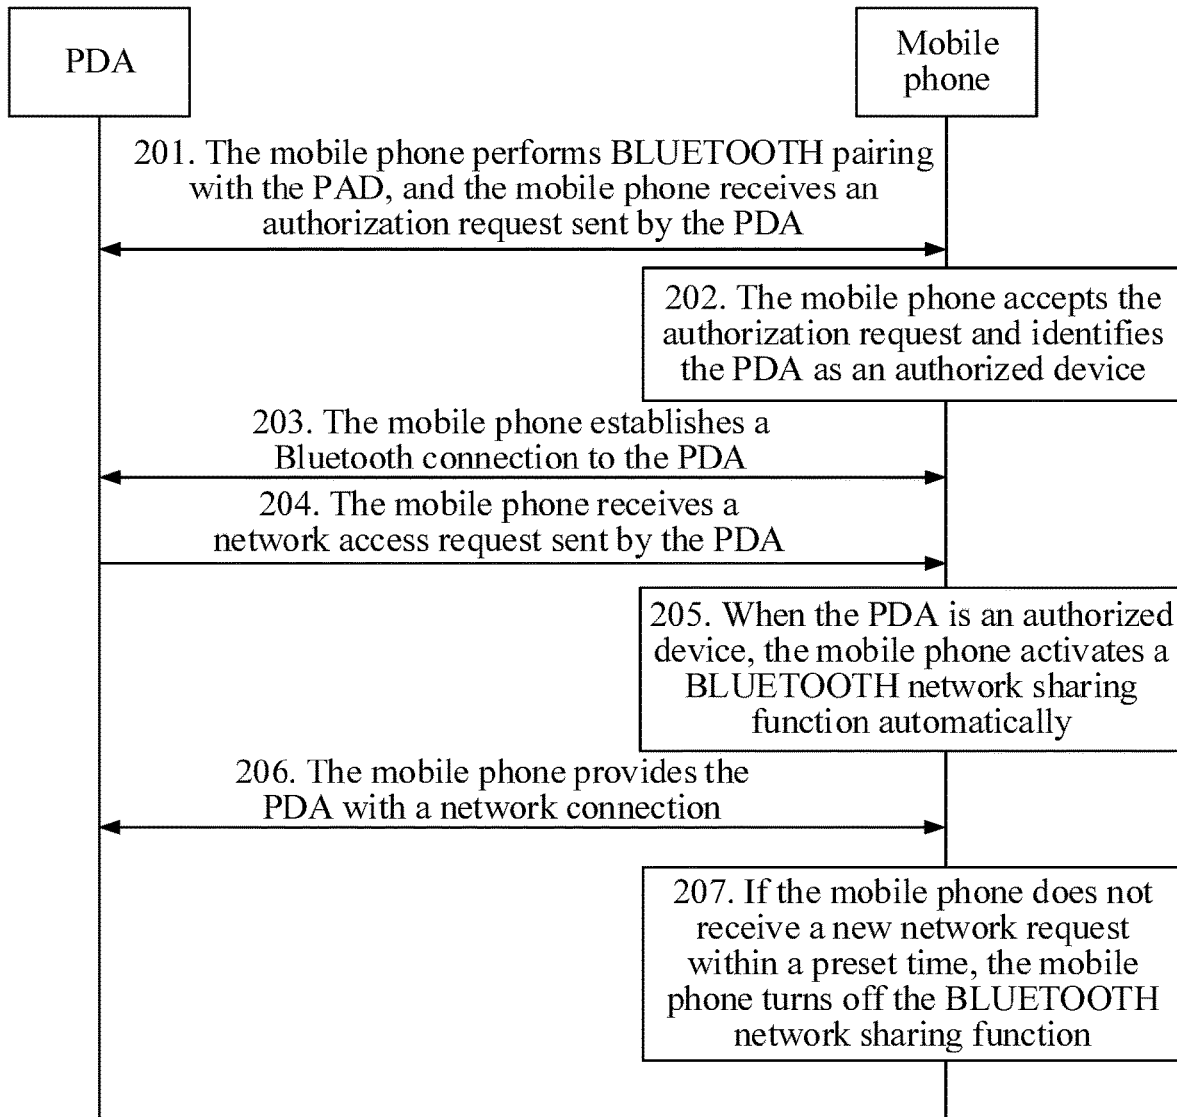 PDA
Mobile
phone
201. The mobile phone performs BLUETOOTH pairing
with the PAD, and the mobile phone receives an
authorization request sent by the PDA
202. The mobile phone accepts the
authorization request and identifies
the PDA as an authorized device
203. The mobile phone establishes a
Bluetooth connection to the PDA
204. The mobile phone receives a
network access request sent by the PDA
205. When the PDA is an authorized
device, the mobile phone activates a
BLUETOOTH network sharing
function automatically
206. The mobile phone provides the
PDA with a network connection
207. If the mobile phone does not
receive a new network request
within a preset time, the mobile
phone turns off the BLUETOOTH
network sharing function